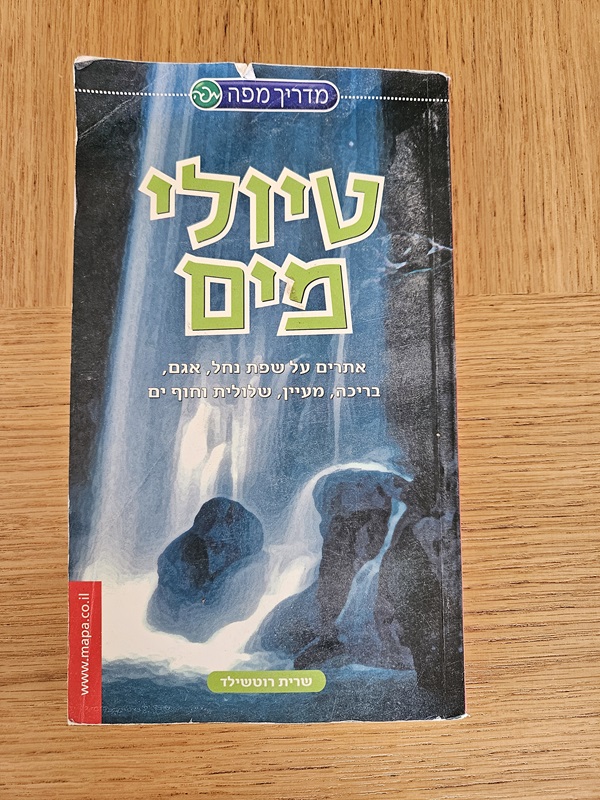 מדריך מפה מפה
טיולי
מים
אתרים על שפת נחל, אגם,
בריכה, מעיין, שלולית וחוף ים
www.mapa.co.il
שרית רוטשילד